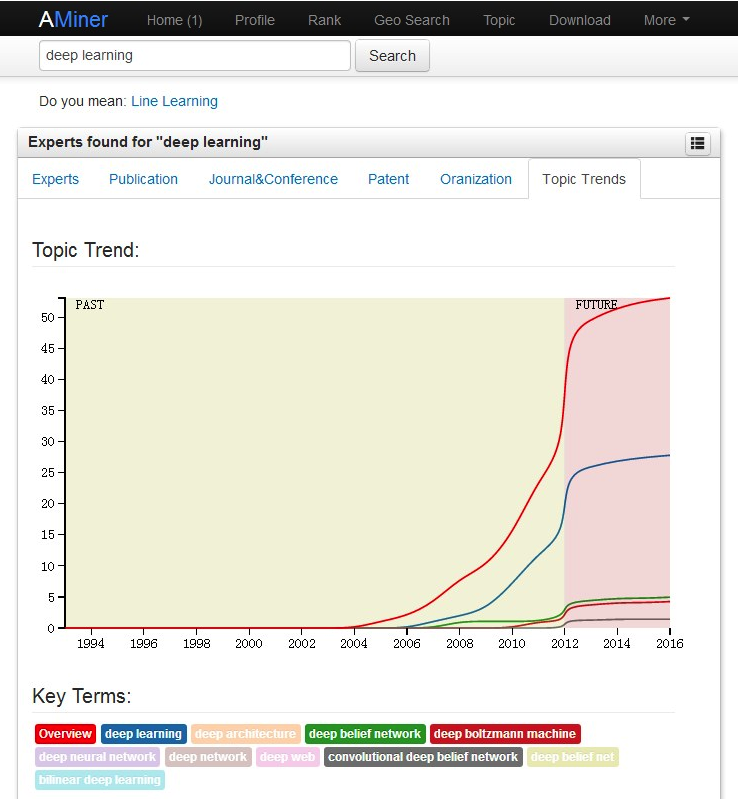 AMiner Home (1) Profile Rank Geo Search Topic Download More
deep learning Search
Do you mean: Line Learning
Experts found for "deep learning"
Experts Publication Journal&Conference Patent Oranization Topic Trends
Topic Trend:
PAST FUTURE
50
45
40
35
30
25
20
15
10
5
0
1994 1996 1998 2000 2002 2004 2006 2008 2010 2012 2014 2016
Key Terms:
Overview deep learning deep architecture deep belief network deep boltzmann machine
deep neural network deep network deep web convolutional deep belief network deep belief net
bilinear deep learning